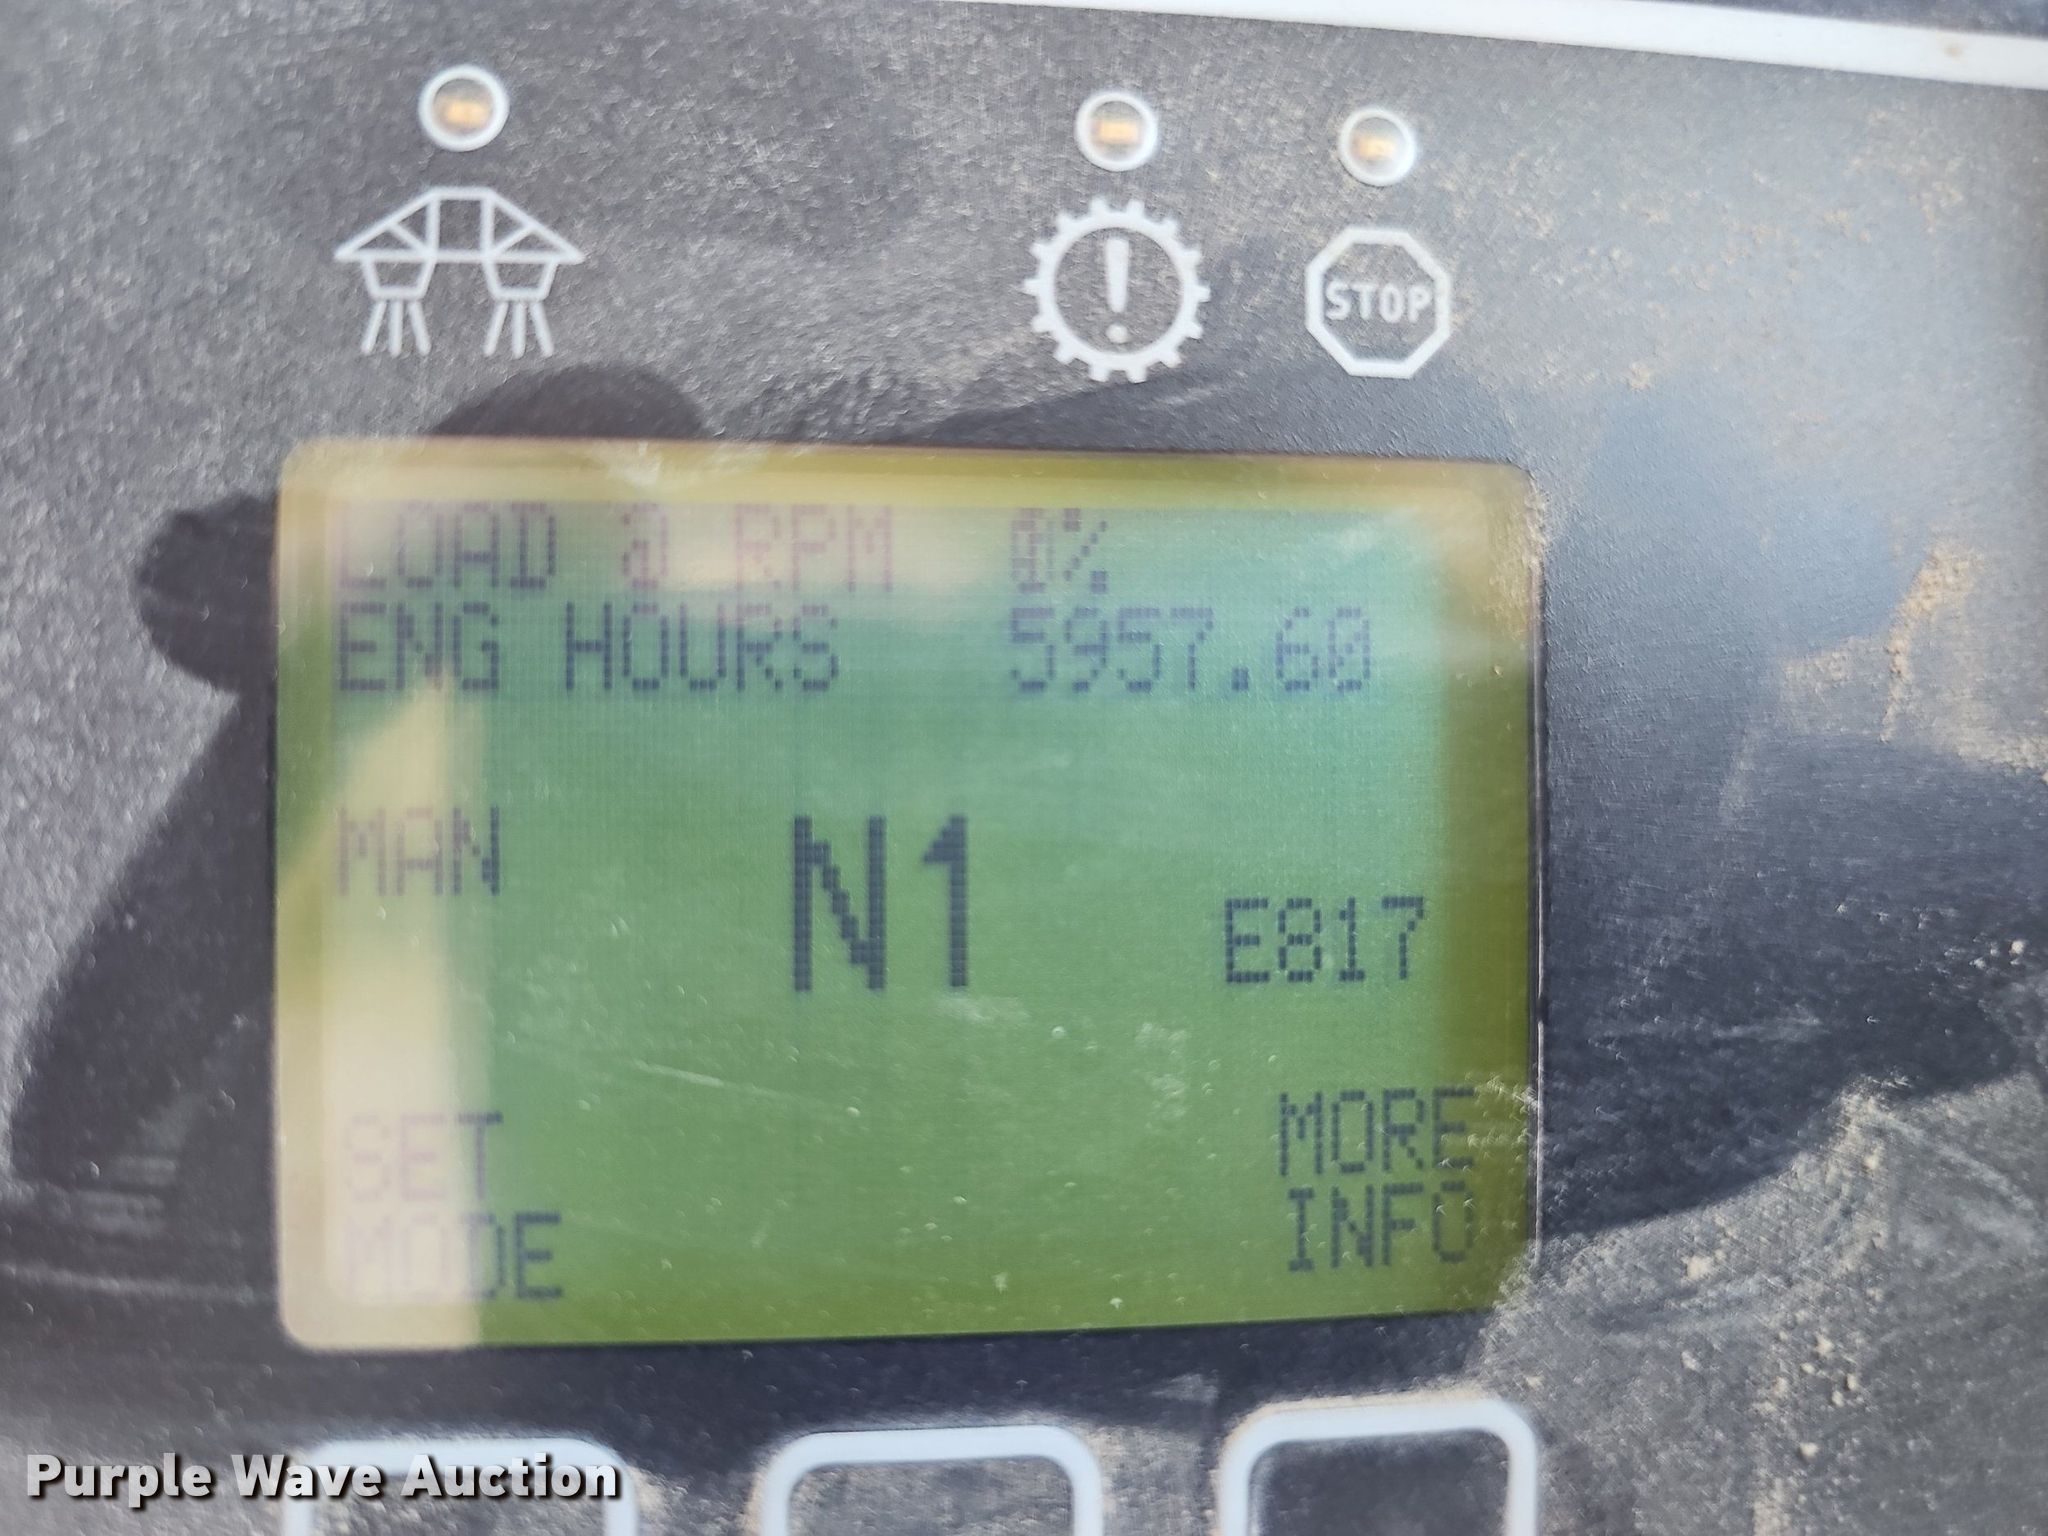 STOP
LOAD @ RPM 0%
ENG HOURS 5957.60
MAN N1 E817
SET MORE
MODE INFO
Purple Wave Auction